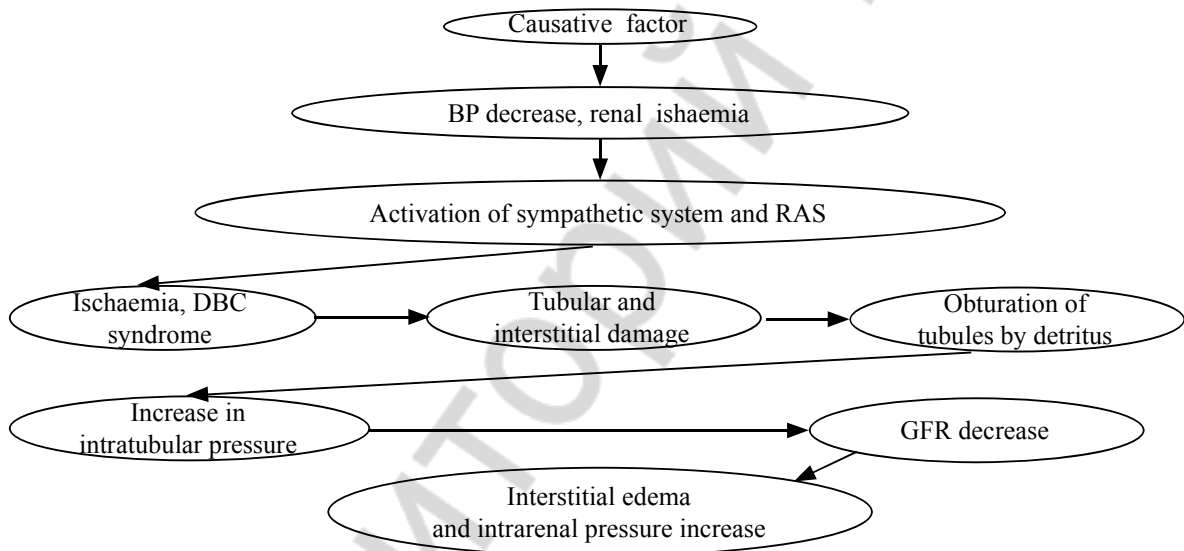 Causative factor
BP decrease, renal ishaemia
Activation of sympathetic system and RAS
Ischaemia, DBC
syndrome
Tubular and
interstitial damage
Obturation of
tubules by detritus
Increase in
intratubular pressure
GFR decrease
Interstitial edema
and intrarenal pressure increase
иторий